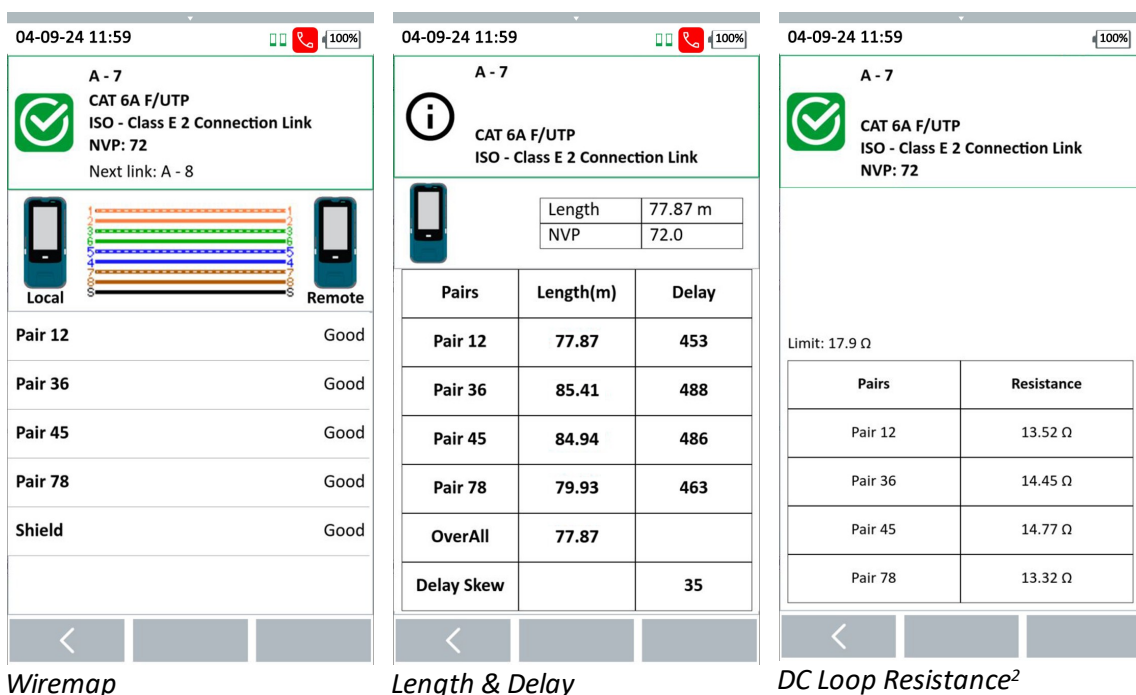 04-09-24 11:59
100%
A - 7
CAT 6A F/UTP
ISO - Class E 2 Connection Link
NVP: 72
Next link: A - 8
1 1
2 2
3 3
6 6
5 5
4 4
7 7
8 8
S S
Local Remote
Pair 12 Good
Pair 36 Good
Pair 45 Good
Pair 78 Good
Shield Good
Wiremap
04-09-24 11:59
100%
A - 7
CAT 6A F/UTP
ISO - Class E 2 Connection Link
Length 77.87 m
NVP 72.0
Pairs Length(m) Delay
Pair 12 77.87 453
Pair 36 85.41 488
Pair 45 84.94 486
Pair 78 79.93 463
OverAll 77.87
Delay Skew 35
Length & Delay
04-09-24 11:59
100%
A - 7
CAT 6A F/UTP
ISO - Class E 2 Connection Link
NVP: 72
Limit: 17.9 Ω
Pairs Resistance
Pair 12 13.52 Ω
Pair 36 14.45 Ω
Pair 45 14.77 Ω
Pair 78 13.32 Ω
DC Loop Resistance²